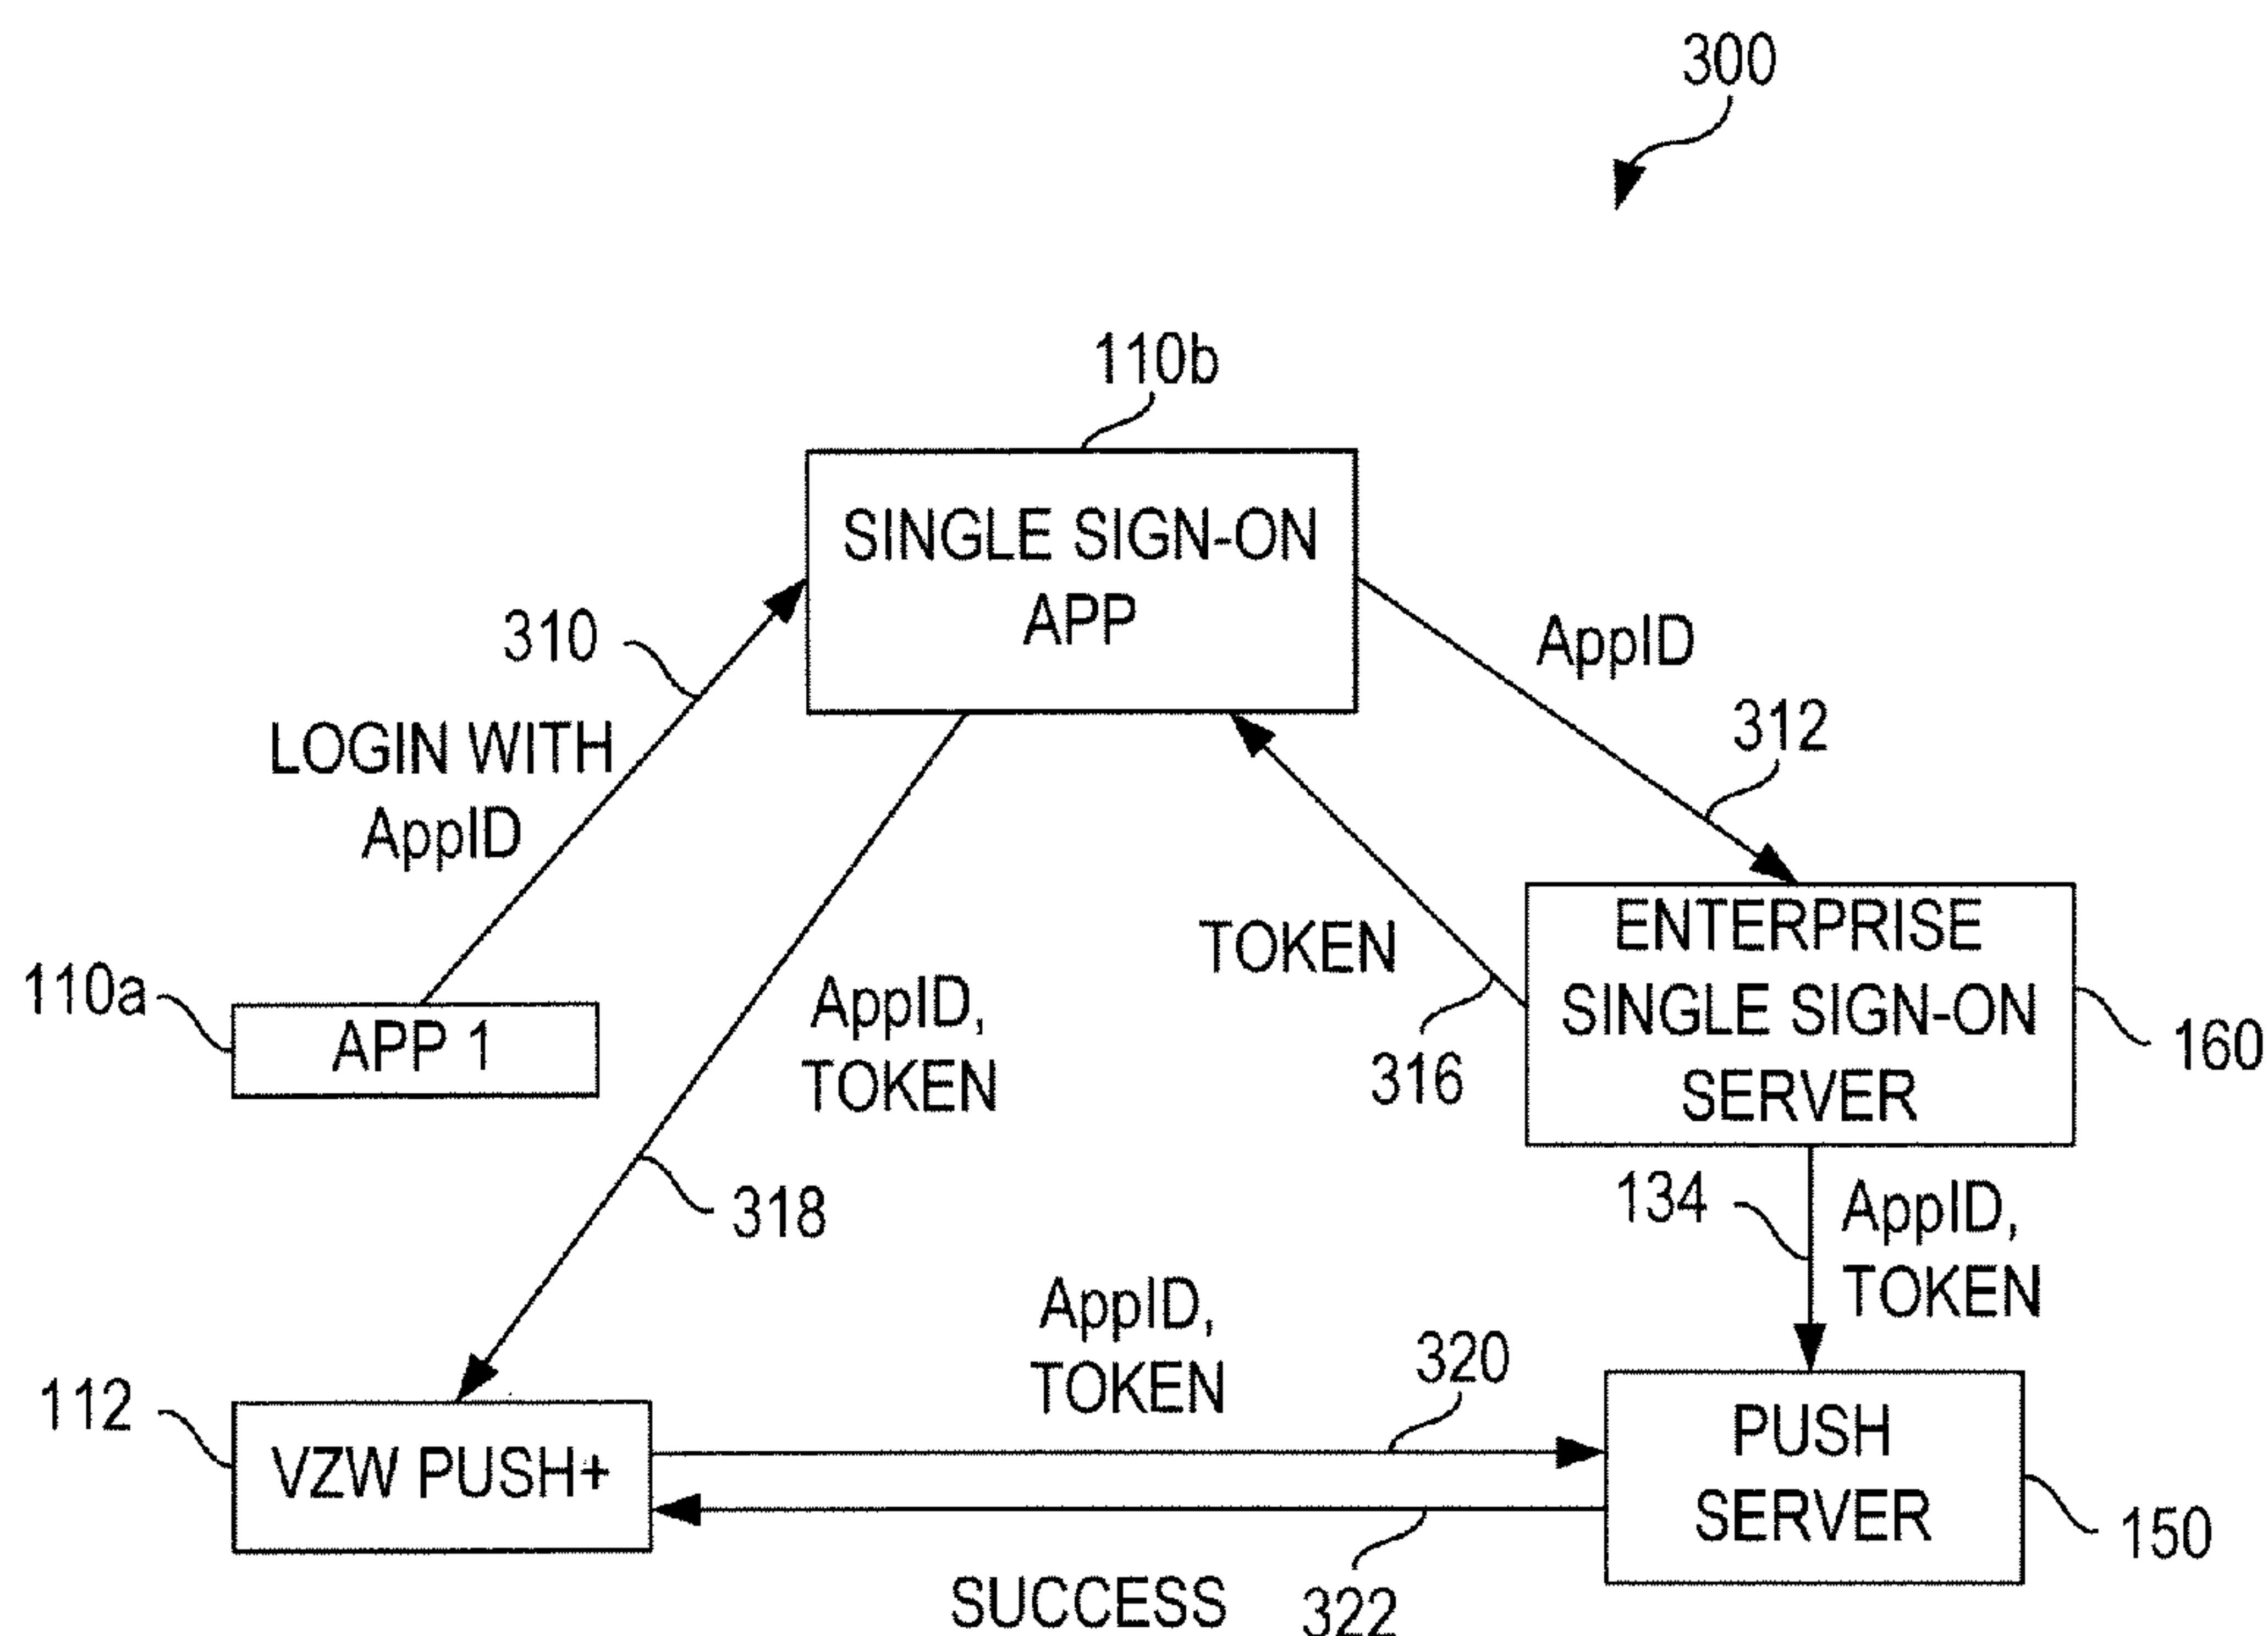 300
110b
SINGLE SIGN-ON
APP
310
AppID
312
LOGIN WITH
AppID
TOKEN
316
110a
APP 1
AppID,
TOKEN
318
ENTERPRISE
SINGLE SIGN-ON
SERVER
160
134
AppID,
TOKEN
AppID,
TOKEN
320
112
VZW PUSH+
PUSH
SERVER
150
SUCCESS
322